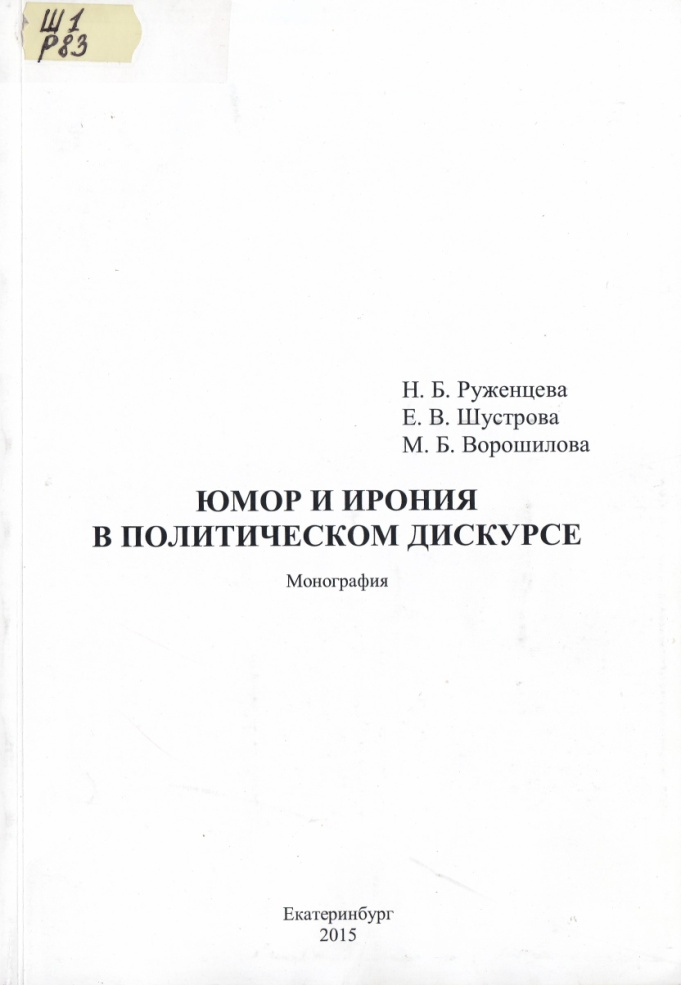 Ш1
Р83
Н. Б. Руженцева
Е. В. Шустрова
М. Б. Ворошилова
ЮМОР И ИРОНИЯ
В ПОЛИТИЧЕСКОМ ДИСКУРСЕ
Монография
Екатеринбург
2015